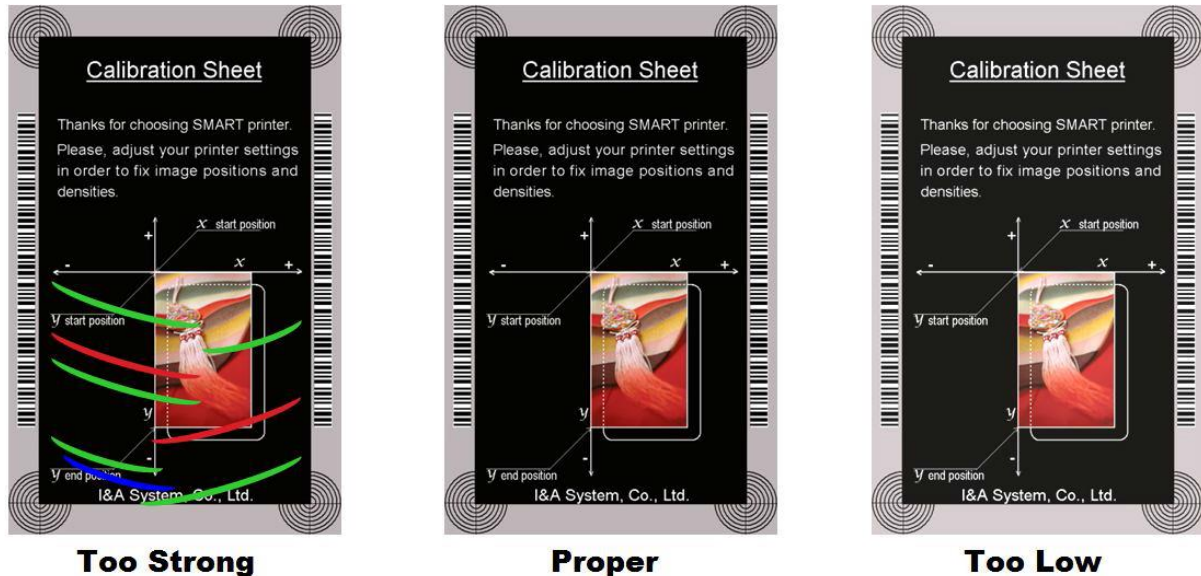 Calibration Sheet
Thanks for choosing SMART printer.
Please, adjust your printer settings
in order to fix image positions and
densities.
x start position
+
- x +
y start position
y
-
y end position
I&A System, Co., Ltd.
Too Strong
Calibration Sheet
Thanks for choosing SMART printer.
Please, adjust your printer settings
in order to fix image positions and
densities.
x start position
+
- x +
y start position
y
-
y end position
I&A System, Co., Ltd.
Proper
Calibration Sheet
Thanks for choosing SMART printer.
Please, adjust your printer settings
in order to fix image positions and
densities.
x start position
+
- x +
y start position
y
-
y end position
I&A System, Co., Ltd.
Too Low